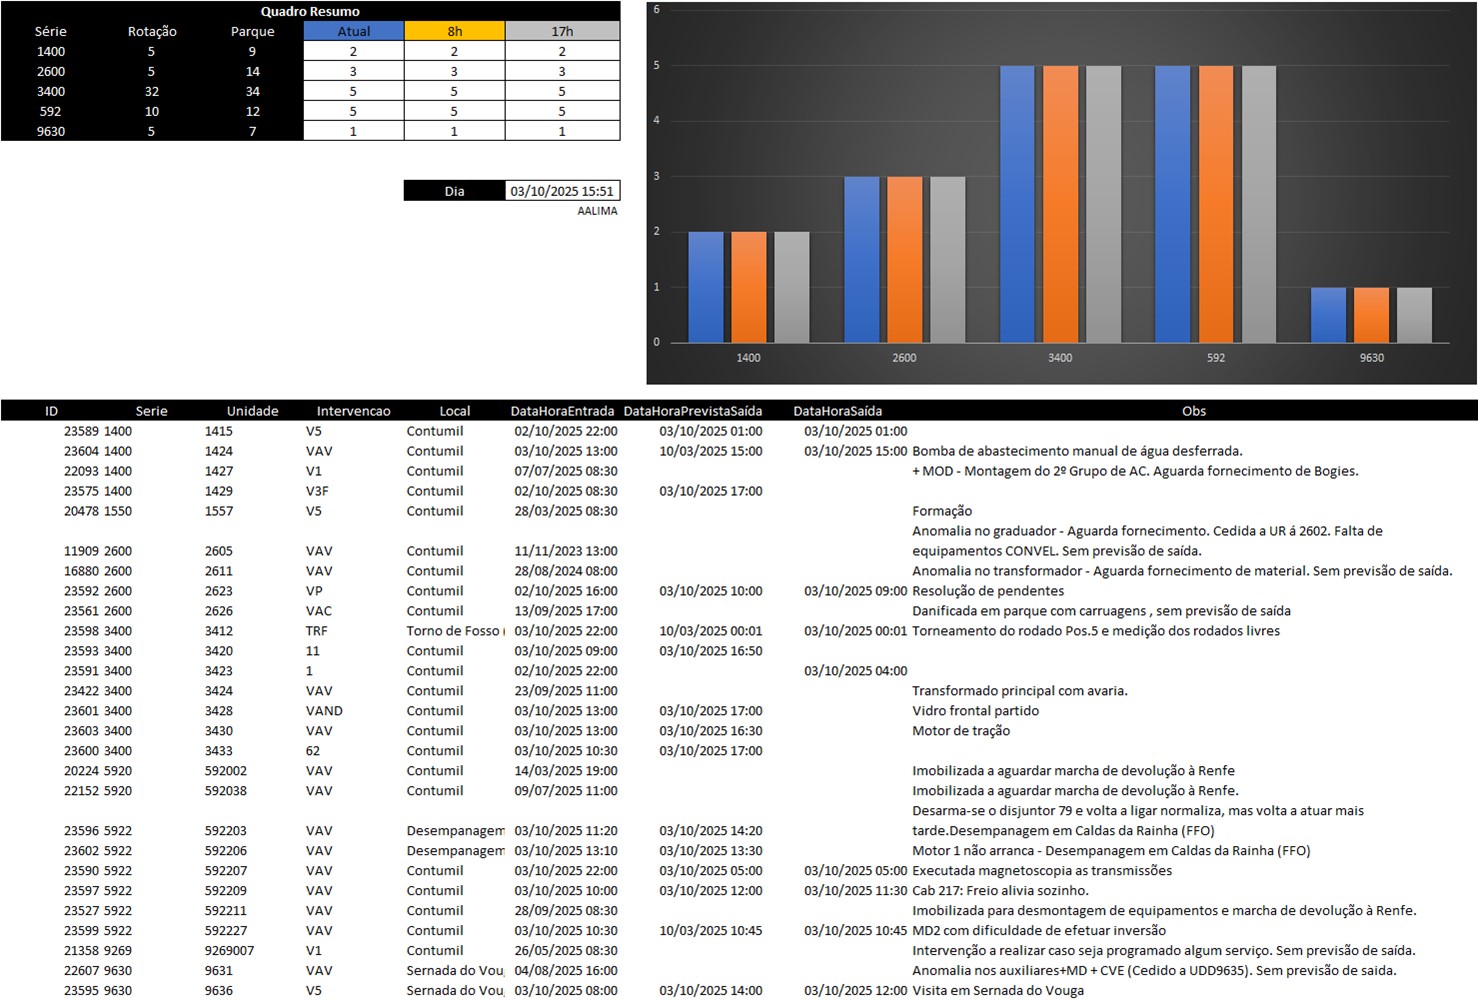 Quadro Resumo
Série Rotação Parque Atual 8h 17h
1400 5 9 2 2 2
2600 5 14 3 3 3
3400 32 34 5 5 5
592 10 12 5 5 5
9630 5 7 1 1 1
Dia 03/10/2025 15:51
AALIMA
6
5
4
3
2
1
0
1400 2600 3400 592 9630
ID Serie Unidade Intervencao Local DataHoraEntrada DataHoraPrevistaSaída DataHoraSaída Obs
23589 1400 1415 V5 Contumil 02/10/2025 22:00 03/10/2025 01:00 03/10/2025 01:00
23604 1400 1424 VAV Contumil 03/10/2025 13:00 10/03/2025 15:00 03/10/2025 15:00 Bomba de abastecimento manual de água desferrada.
22093 1400 1427 V1 Contumil 07/07/2025 08:30 + MOD - Montagem do 2º Grupo de AC. Aguarda fornecimento de Bogies.
23575 1400 1429 V3F Contumil 02/10/2025 08:30 03/10/2025 17:00
20478 1550 1557 V5 Contumil 28/03/2025 08:30 Formação
Anomalia no graduador - Aguarda fornecimento. Cedida a UR á 2602. Falta de
11909 2600 2605 VAV Contumil 11/11/2023 13:00 equipamentos CONVEL. Sem previsão de saída.
16880 2600 2611 VAV Contumil 28/08/2024 08:00 Anomalia no transformador - Aguarda fornecimento de material. Sem previsão de saída.
23592 2600 2623 VP Contumil 02/10/2025 16:00 03/10/2025 10:00 03/10/2025 09:00 Resolução de pendentes
23561 2600 2626 VAC Contumil 13/09/2025 17:00 Danificada em parque com carruagens , sem previsão de saída
23598 3400 3412 TRF Torno de Fosso ( 03/10/2025 22:00 10/03/2025 00:01 03/10/2025 00:01 Torneamento do rodado Pos.5 e medição dos rodados livres
23593 3400 3420 11 Contumil 03/10/2025 09:00 03/10/2025 16:50
23591 3400 3423 1 Contumil 02/10/2025 22:00 03/10/2025 04:00
23422 3400 3424 VAV Contumil 23/09/2025 11:00 Transformado principal com avaria.
23601 3400 3428 VAND Contumil 03/10/2025 13:00 03/10/2025 17:00 Vidro frontal partido
23603 3400 3430 VAV Contumil 03/10/2025 13:00 03/10/2025 16:30 Motor de tração
23600 3400 3433 62 Contumil 03/10/2025 10:30 03/10/2025 17:00
20224 5920 592002 VAV Contumil 14/03/2025 19:00 Imobilizada a aguardar marcha de devolução à Renfe
22152 5920 592038 VAV Contumil 09/07/2025 11:00 Imobilizada a aguardar marcha de devolução à Renfe.
Desarma-se o disjuntor 79 e volta a ligar normaliza, mas volta a atuar mais
23596 5922 592203 VAV Desempanagem 03/10/2025 11:20 03/10/2025 14:20 tarde.Desempanagem em Caldas da Rainha (FFO)
23602 5922 592206 VAV Desempanagem 03/10/2025 13:10 03/10/2025 13:30 Motor 1 não arranca - Desempanagem em Caldas da Rainha (FFO)
23590 5922 592207 VAV Contumil 03/10/2025 22:00 03/10/2025 05:00 03/10/2025 05:00 Executada magnetoscopia as transmissões
23597 5922 592209 VAV Contumil 03/10/2025 10:00 03/10/2025 12:00 03/10/2025 11:30 Cab 217: Freio alivia sozinho.
23527 5922 592211 VAV Contumil 28/09/2025 08:30 Imobilizada para desmontagem de equipamentos e marcha de devolução à Renfe.
23599 5922 592227 VAV Contumil 03/10/2025 10:30 10/03/2025 10:45 03/10/2025 10:45 MD2 com dificuldade de efetuar inversão
21358 9269 9269007 V1 Contumil 26/05/2025 08:30 Intervenção a realizar caso seja programado algum serviço. Sem previsão de saída.
22607 9630 9631 VAV Sernada do Vou 04/08/2025 16:00 Anomalia nos auxiliares+MD + CVE (Cedido a UDD9635). Sem previsão de saida.
23595 9630 9636 V5 Sernada do Vou 03/10/2025 08:00 03/10/2025 14:00 03/10/2025 12:00 Visita em Sernada do Vouga